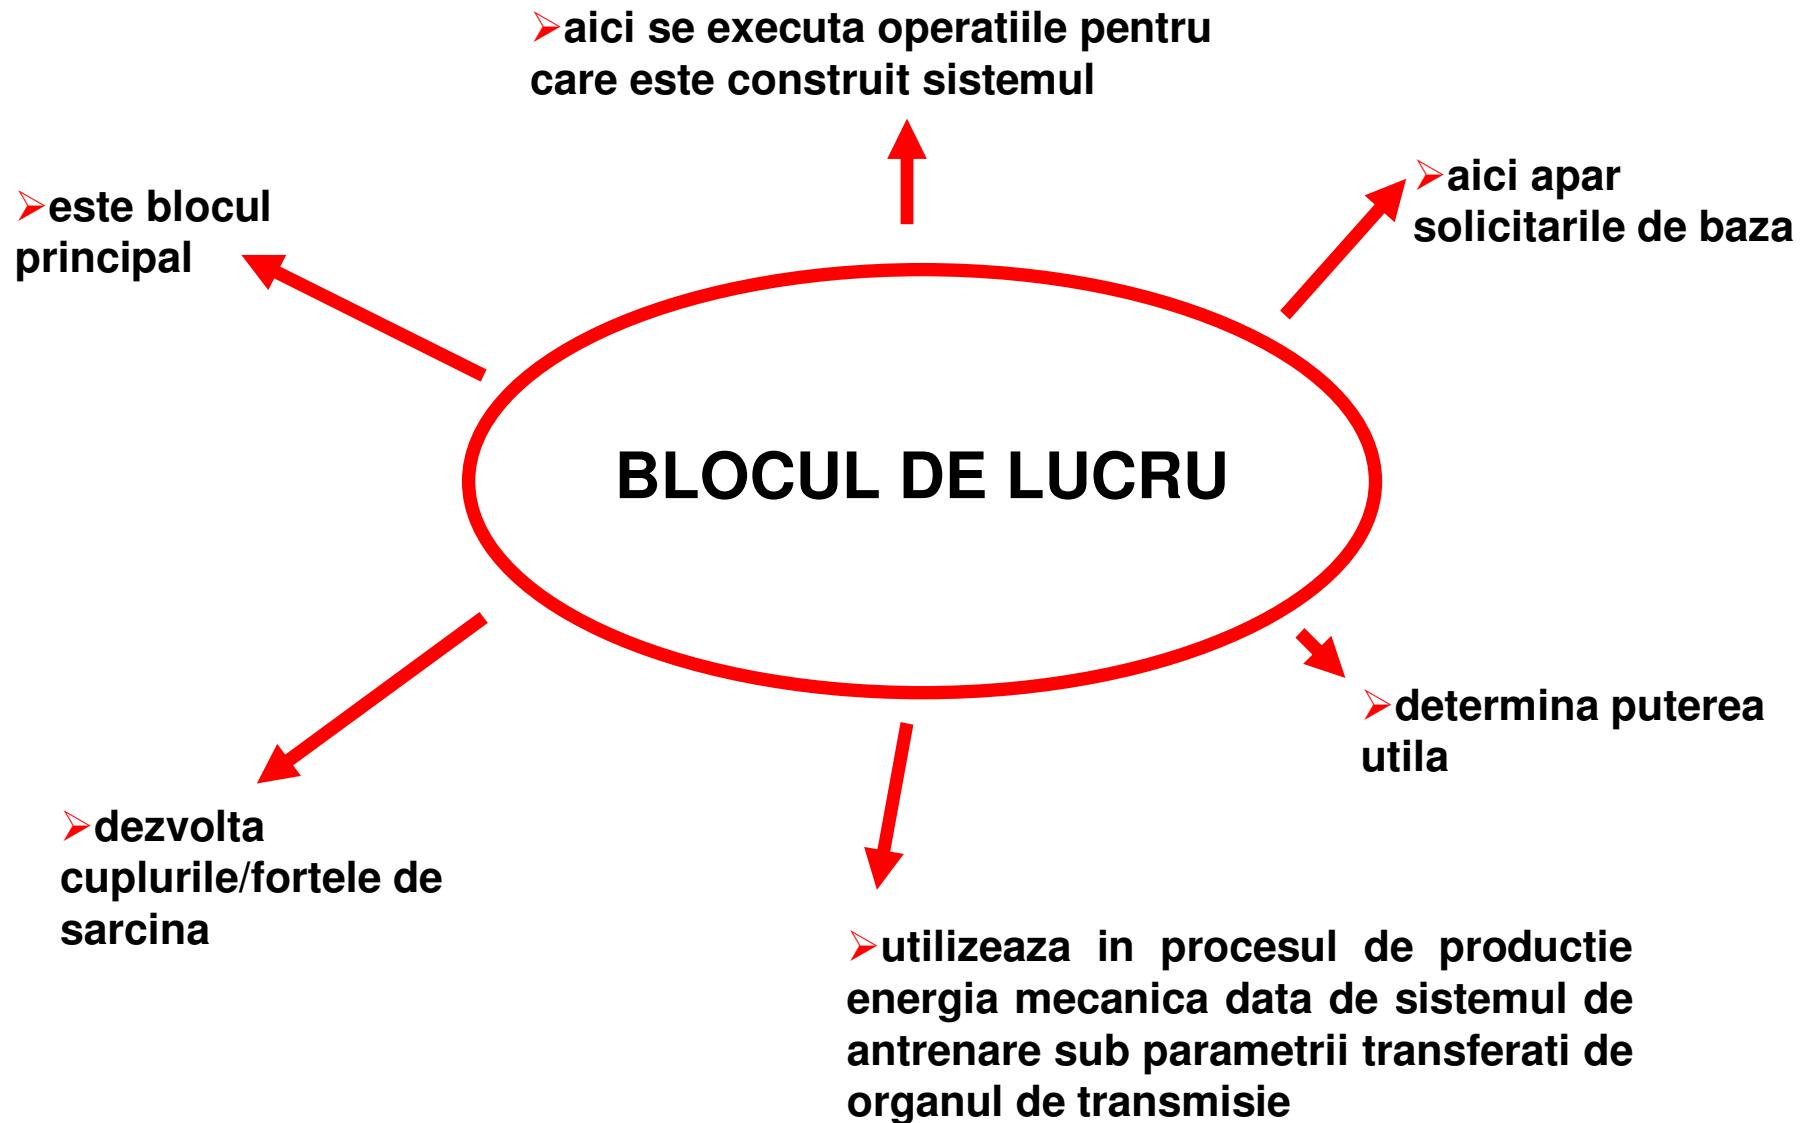 ➢aici se executa operatiile pentru
care este construit sistemul
➢aici apar
solicitarile de baza
➢este blocul
principal
BLOCUL DE LUCRU
➢determina puterea
utila
➢dezvolta
cuplurile/fortele de
sarcina
➢utilizeaza in procesul de productie
energia mecanica data de sistemul de
antrenare sub parametrii transferati de
organul de transmisie